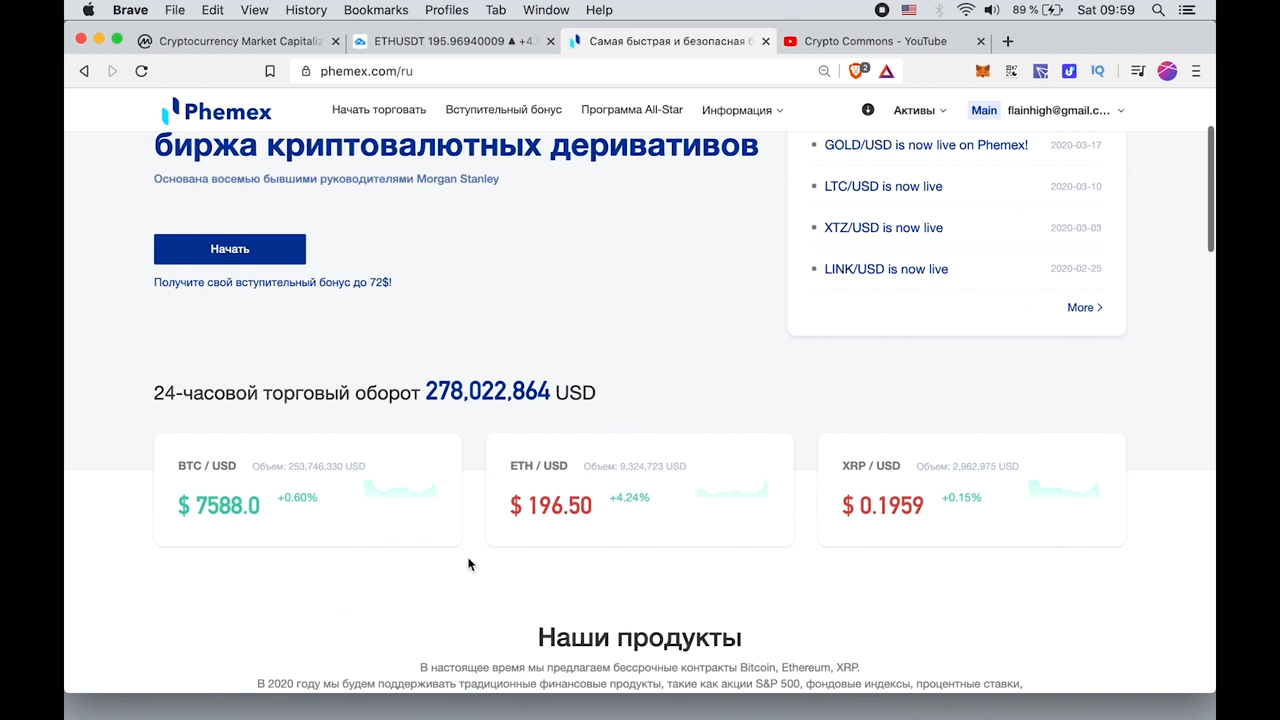 Brave File Edit View History Bookmarks Profiles Tab Window Help 89 % Sat 09:59
Cryptocurrency Market Capitaliz ETHUSDT 195.96940009 ▲ +4. Самая быстрая и безопасная б Crypto Commons - YouTube
phemex.com/ru 2 IQ
Phemex Начать торговать Вступительный бонус Программа All-Star Информация Активы Main flainhigh@gmail.c...
биржа криптовалютных деривативов
Основана восемью бывшими руководителями Morgan Stanley
Начать
Получите свой вступительный бонус до 72$!
GOLD/USD is now live on Phemex! 2020-03-17
LTC/USD is now live 2020-03-10
XTZ/USD is now live 2020-03-03
LINK/USD is now live 2020-02-25
More >
24-часовой торговый оборот 278,022,864 USD
BTC / USD Объем: 253,746,330 USD
$ 7588.0 +0.60%
ETH / USD Объем: 9,324,723 USD
$ 196.50 +4.24%
XRP / USD Объем: 2,962,975 USD
$ 0.1959 +0.15%
Наши продукты
В настоящее время мы предлагаем бессрочные контракты Bitcoin, Ethereum, XRP.
В 2020 году мы будем поддерживать традиционные финансовые продукты, такие как акции S&P 500, фондовые индексы, процентные ставки,